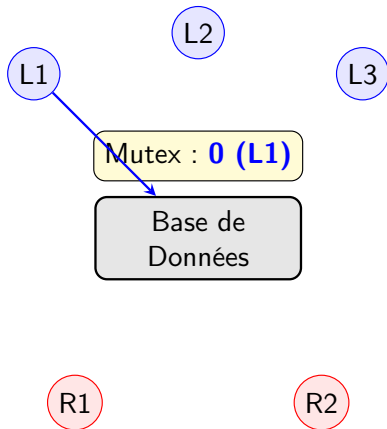 L2
L1
L3
Mutex : 0 (L1)
Base de
Données
R1
R2